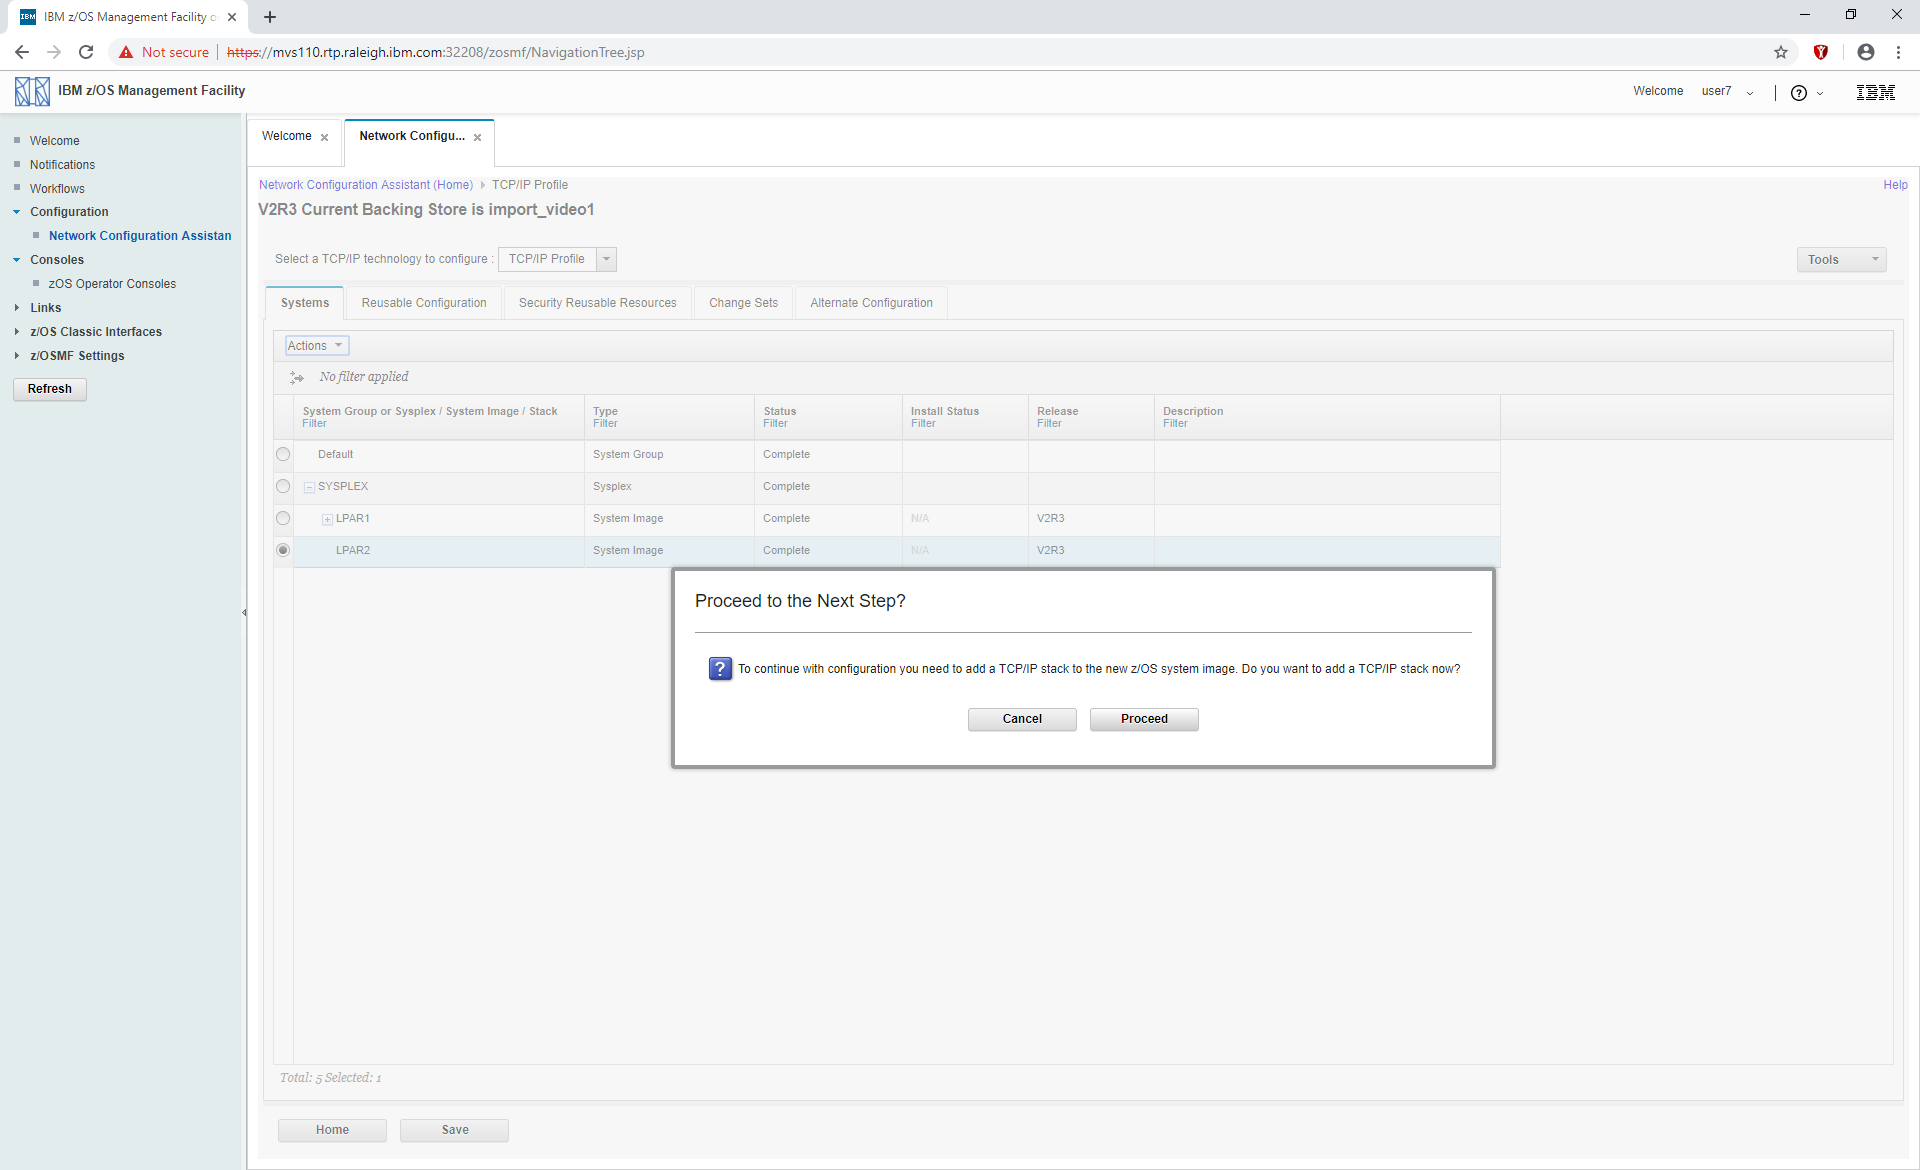 IBM z/OS Management Facility o
Not secure
https://mvs110.rtp.raleigh.ibm.com:32208/zosmf/NavigationTree.jsp
IBM z/OS Management Facility
Welcome user7
IBM
Welcome
Notifications
Workflows
Configuration
Network Configuration Assistan
Consoles
zOS Operator Consoles
Links
z/OS Classic Interfaces
z/OSMF Settings
Refresh
Welcome
Network Configu...
Network Configuration Assistant (Home) TCP/IP Profile
Help
V2R3 Current Backing Store is import_video1
Select a TCP/IP technology to configure : TCP/IP Profile
Tools
Systems Reusable Configuration Security Reusable Resources Change Sets Alternate Configuration
Actions
No filter applied
System Group or Sysplex / System Image / Stack Type Status Install Status Release Description
Filter Filter Filter Filter Filter Filter
Default System Group Complete
SYSPLEX Sysplex Complete
LPAR1 System Image Complete N/A V2R3
LPAR2 System Image Complete N/A V2R3
Proceed to the Next Step?
? To continue with configuration you need to add a TCP/IP stack to the new z/OS system image. Do you want to add a TCP/IP stack now?
Cancel Proceed
Total: 5 Selected: 1
Home Save